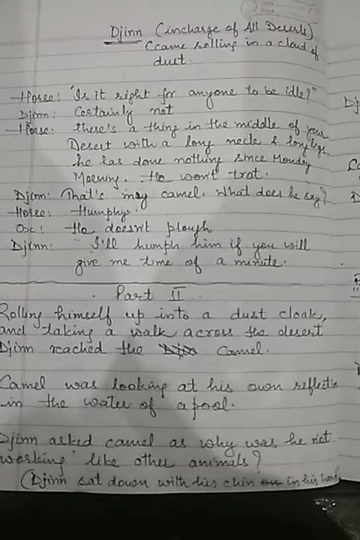 Djinn (incharge of All Deserts)
(came rolling in a cloud of
dust.
Horse: "Is it right for anyone to be idle?"
Djinn: Certainly not
Horse: there's a thing in the middle of your
Desert with a long neck & long legs
he has done nothing since Monday
Morning. He won't trot.
Djinn: That's my camel. What does he say?
Horse: Humph.
Ox: He doesn't plough
Djinn: "I'll humph him if you will
give me time of a minute.
Part II
Rolling himself up into a dust cloak,
and taking a walk across the desert
Djinn reached the camel.
Camel was looking at his own reflectio
in the water of a pool.
Djinn asked camel as why was he not
working like other animals?
(Djinn sat down with his chin in his hand